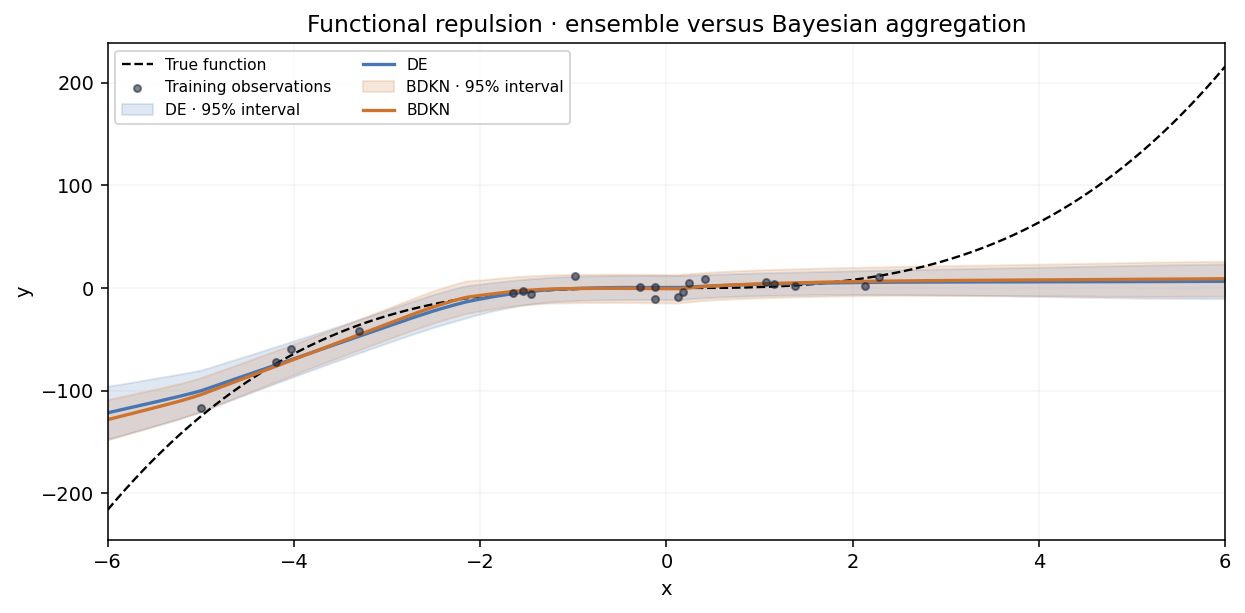 Functional repulsion · ensemble versus Bayesian aggregation
True function
Training observations
DE · 95% interval
DE
BDKN · 95% interval
BDKN
200
100
0
−100
−200
y
−6
−4
−2
0
2
4
6
x